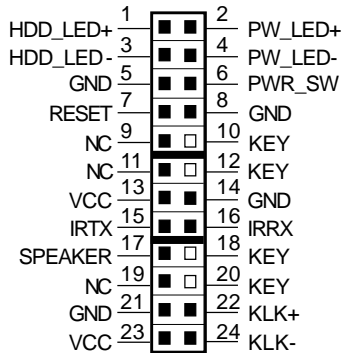 HDD_LED+ 1 2 PW_LED+
HDD_LED- 3 4 PW_LED-
GND 5 6 PWR_SW
RESET 7 8 GND
NC 9 10 KEY
NC 11 12 KEY
VCC 13 14 GND
IRTX 15 16 IRRX
SPEAKER 17 18 KEY
NC 19 20 KEY
GND 21 22 KLK+
VCC 23 24 KLK-